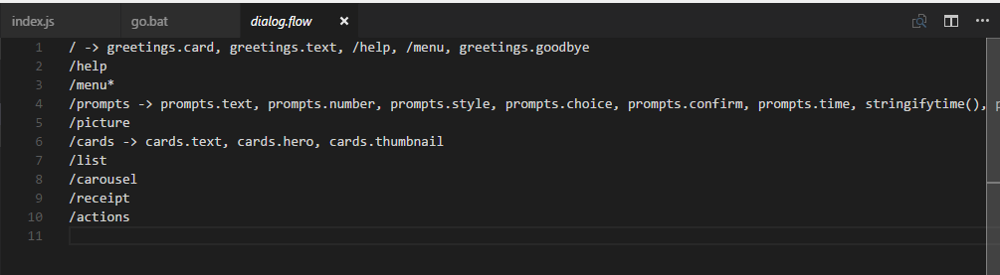 index.js go.bat dialog.flow
1 / -> greetings.card, greetings.text, /help, /menu, greetings.goodbye
2 /help
3 /menu*
4 /prompts -> prompts.text, prompts.number, prompts.style, prompts.choice, prompts.confirm, prompts.time, stringifytime(),
5 /picture
6 /cards -> cards.text, cards.hero, cards.thumbnail
7 /list
8 /carousel
9 /receipt
10 /actions
11